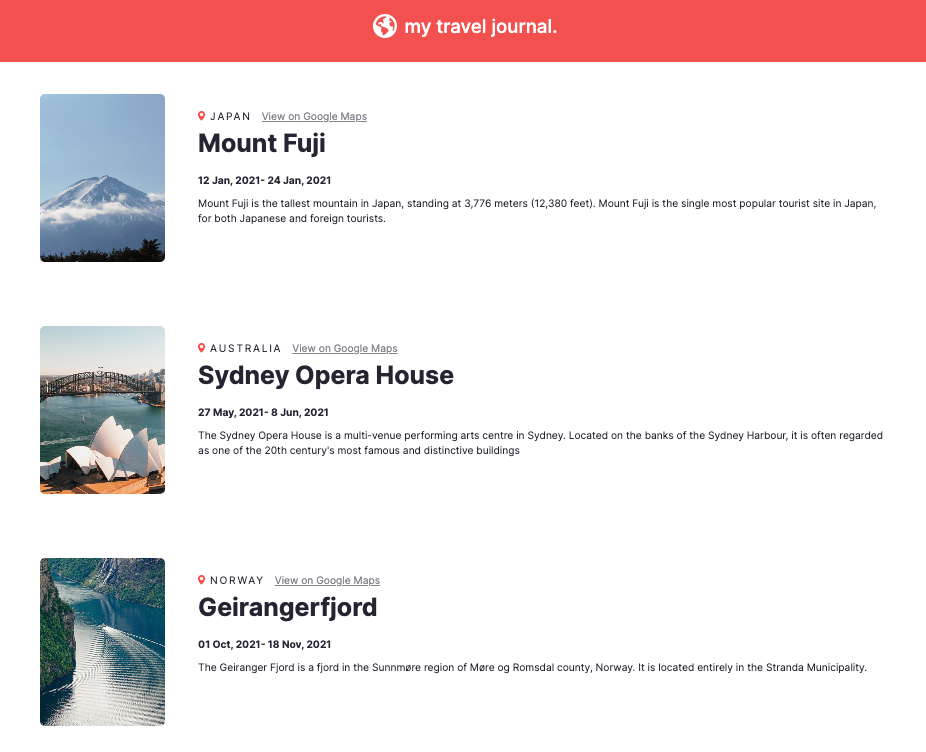 my travel journal.
JAPAN View on Google Maps
Mount Fuji
12 Jan, 2021- 24 Jan, 2021
Mount Fuji is the tallest mountain in Japan, standing at 3,776 meters (12,380 feet). Mount Fuji is the single most popular tourist site in Japan,
for both Japanese and foreign tourists.
AUSTRALIA View on Google Maps
Sydney Opera House
27 May, 2021- 8 Jun, 2021
The Sydney Opera House is a multi-venue performing arts centre in Sydney. Located on the banks of the Sydney Harbour, it is often regarded
as one of the 20th century's most famous and distinctive buildings
NORWAY View on Google Maps
Geirangerfjord
01 Oct, 2021- 18 Nov, 2021
The Geiranger Fjord is a fjord in the Sunnmøre region of Møre og Romsdal county, Norway. It is located entirely in the Stranda Municipality.